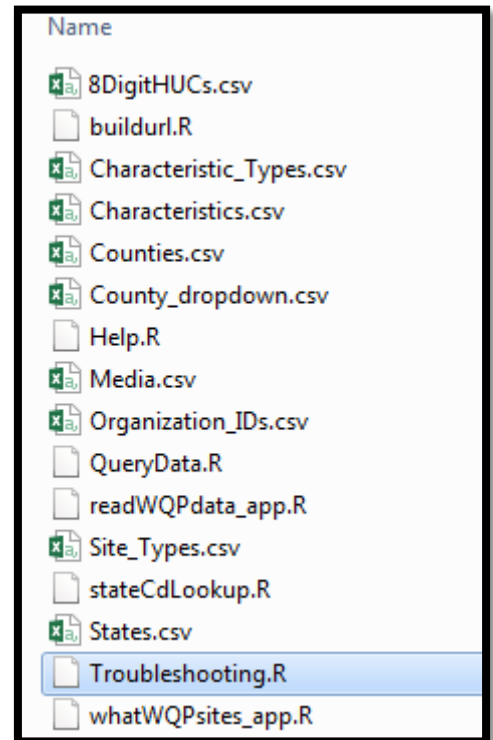 Name
8DigitHUCs.csv
buildurl.R
Characteristic_Types.csv
Characteristics.csv
Counties.csv
County_dropdown.csv
Help.R
Media.csv
Organization_IDs.csv
QueryData.R
readWQPdata_app.R
Site_Types.csv
stateCdLookup.R
States.csv
Troubleshooting.R
whatWQPsites_app.R